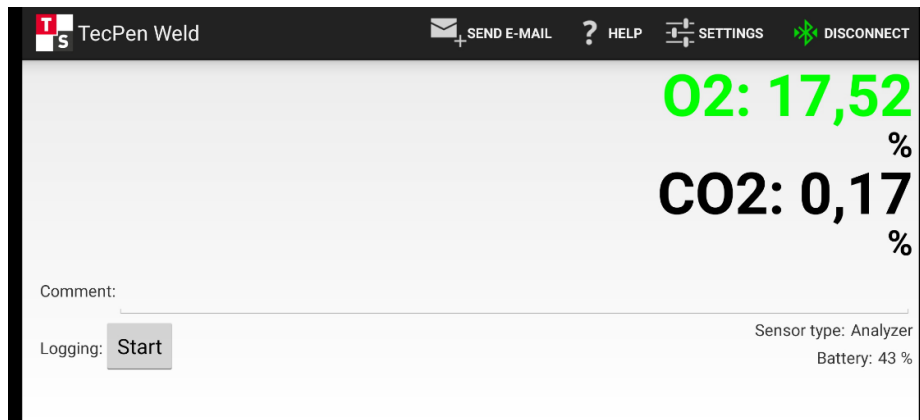 TS TecPen Weld SEND E-MAIL ? HELP SETTINGS DISCONNECT
O2: 17,52
%
CO2: 0,17
%
Comment:
Sensor type: Analyzer
Logging: Start
Battery: 43 %